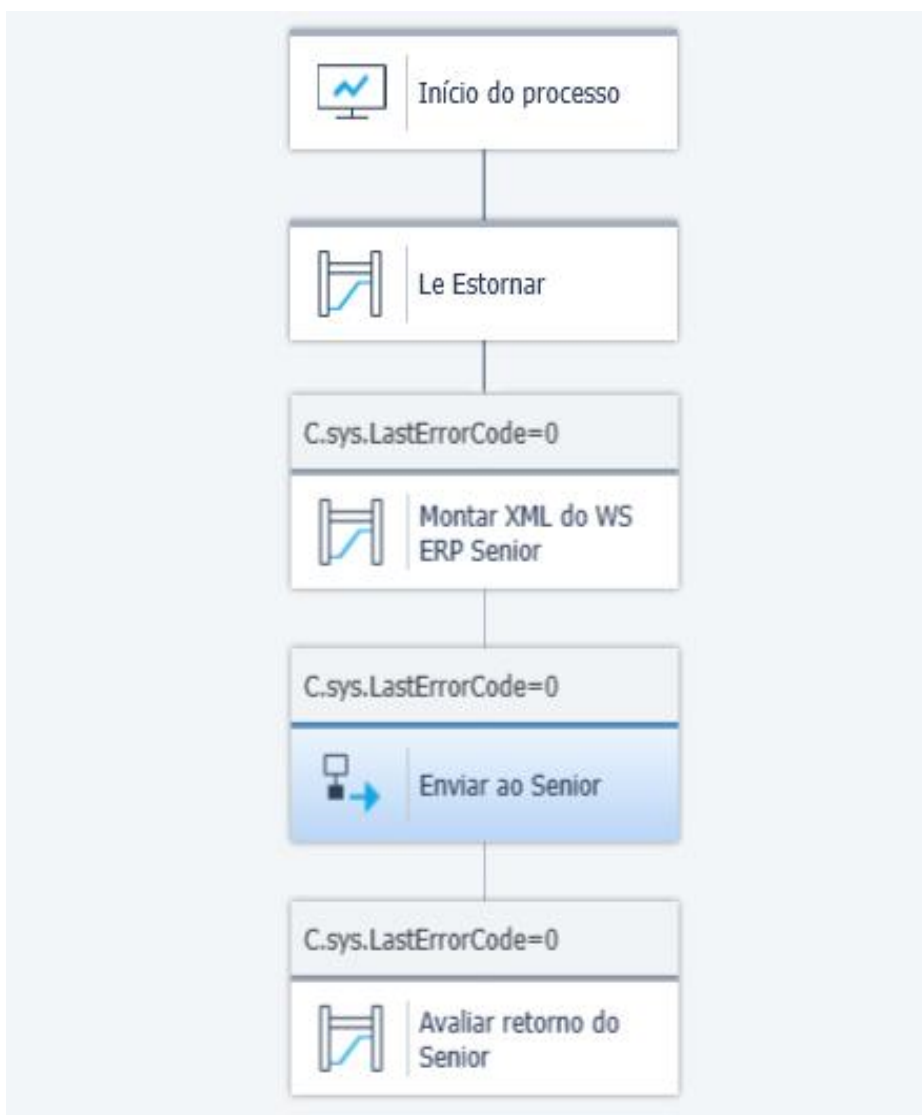 Início do processo
Le Estornar
C.sys.LastErrorCode=0
Montar XML do WS
ERP Senior
C.sys.LastErrorCode=0
Enviar ao Senior
C.sys.LastErrorCode=0
Avaliar retorno do
Senior